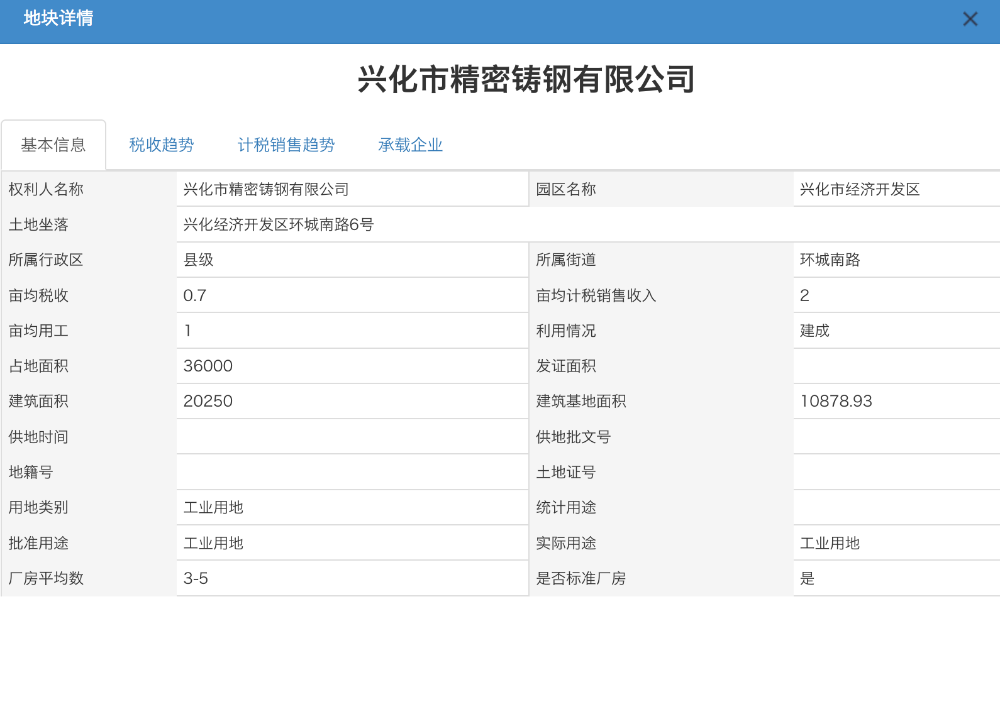 地块详情
兴化市精密铸钢有限公司
基本信息 税收趋势 计税销售趋势 承载企业
权利人名称 兴化市精密铸钢有限公司 园区名称 兴化市经济开发区
土地坐落 兴化经济开发区环城南路6号
所属行政区 县级 所属街道 环城南路
亩均税收 0.7 亩均计税销售收入 2
亩均用工 1 利用情况 建成
占地面积 36000 发证面积
建筑面积 20250 建筑基地面积 10878.93
供地时间 供地批文号
地籍号 土地证号
用地类别 工业用地 统计用途
批准用途 工业用地 实际用途 工业用地
厂房平均数 3-5 是否标准厂房 是